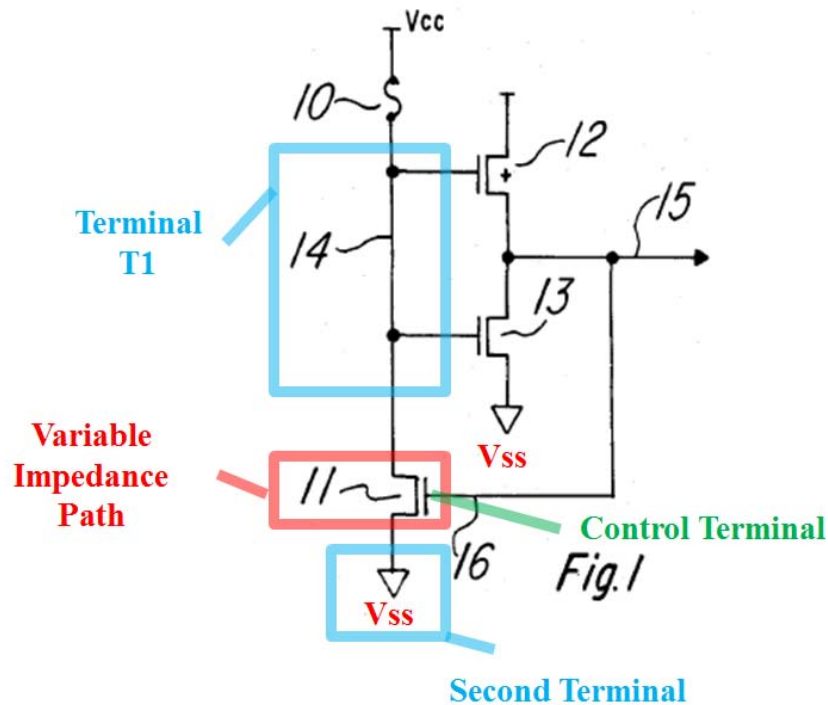 Vcc
10
12
Terminal
T1
14
15
13
Variable
Impedance
Path
Vss
11
Control Terminal
16
Fig.1
Vss
Second Terminal